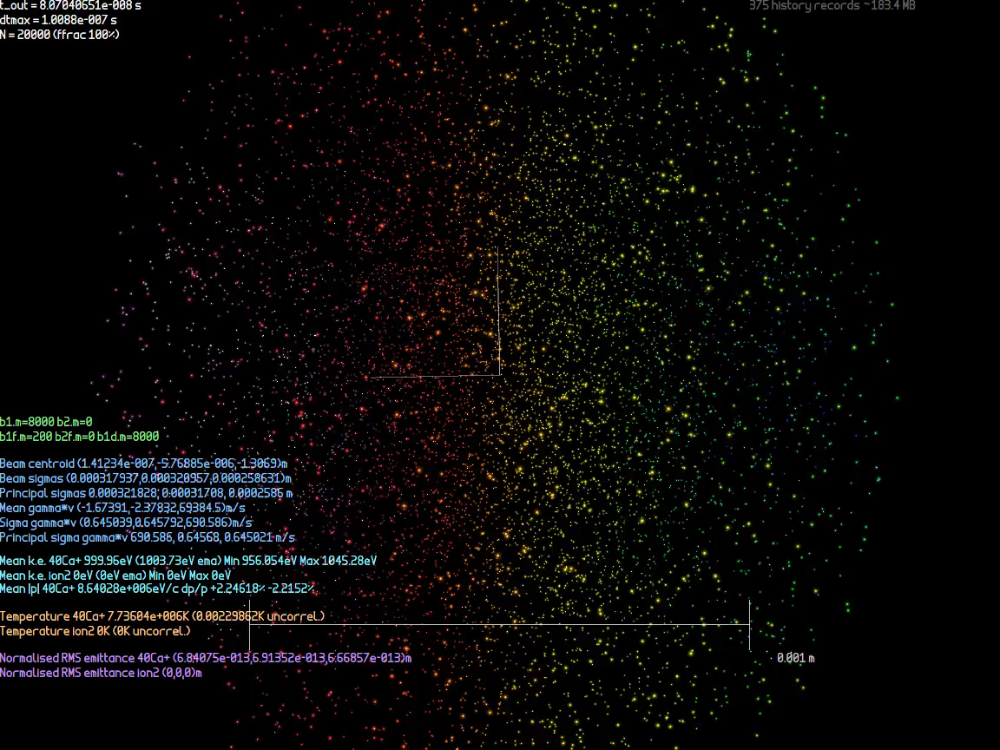 t_out = 8.07040651e-008 s
375 history records ~183.4 MB
dtmax = 1.0088e-007 s
N = 20000 (ffrac 100%)
b1.m=8000 b2.m=0
b1f.m=200 b2f.m=0 b1d.m=8000
Beam centroid (1.41234e-007,-5.76885e-006,-1.3069)m
Beam sigmas (0.000317937,0.000320957,0.000258631)m
Principal sigmas 0.000321828, 0.00031708, 0.0002586 m
Mean gamma*v (-1.67391,-2.37832,69384.5)m/s
Sigma gamma*v (0.645039,0.645792,690.586)m/s
Principal sigma gamma*v 690.586, 0.64568, 0.645021 m/s
Mean k.e. 40Ca+ 999.96eV (1003.73eV ema) Min 956.054eV Max 1045.28eV
Mean k.e. ion2 0eV (0eV ema) Min 0eV Max 0eV
Mean |p| 40Ca+ 8.64028e+006eV/c dp/p +2.24618% -2.2152%
Temperature 40Ca+ 7.73604e+006K (0.00229862K uncorrel.)
Temperature ion2 0K (0K uncorrel.)
Normalised RMS emittance 40Ca+ (6.84075e-013,6.91352e-013,6.66857e-013)m
0.001 m
Normalised RMS emittance ion2 (0,0,0)m